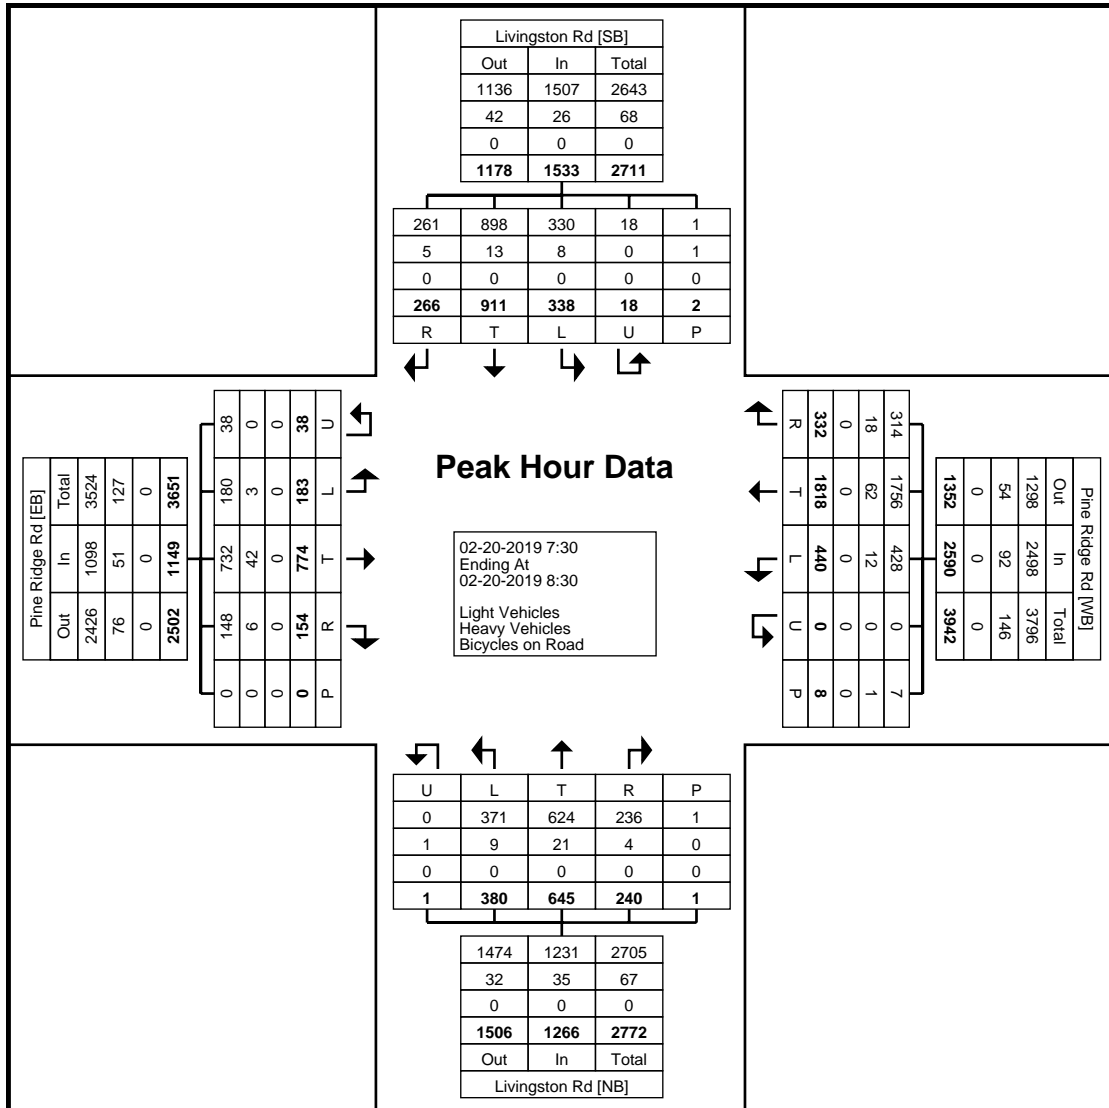 Livingston Rd [SB]
Out In Total
1136 1507 2643
42 26 68
0 0 0
1178 1533 2711
261 898 330 18 1
5 13 8 0 1
0 0 0 0 0
266 911 338 18 2
R T L U P
Pine Ridge Rd [EB]
Total In Out
3524 1098 2426
127 51 76
0 0 0
3651 1149 2502
38 180 732 148 0
0 3 42 6 0
0 0 0 0 0
38 183 774 154 0
U L T R P
Peak Hour Data
02-20-2019 7:30
Ending At
02-20-2019 8:30
Light Vehicles
Heavy Vehicles
Bicycles on Road
Pine Ridge Rd [WB]
Out In Total
1298 2498 3796
54 92 146
0 0 0
1352 2590 3942
314 1756 428 0 7
18 62 12 0 1
0 0 0 0 0
332 1818 440 0 8
R T L U P
U L T R P
0 371 624 236 1
1 9 21 4 0
0 0 0 0 0
1 380 645 240 1
1474 1231 2705
32 35 67
0 0 0
1506 1266 2772
Out In Total
Livingston Rd [NB]